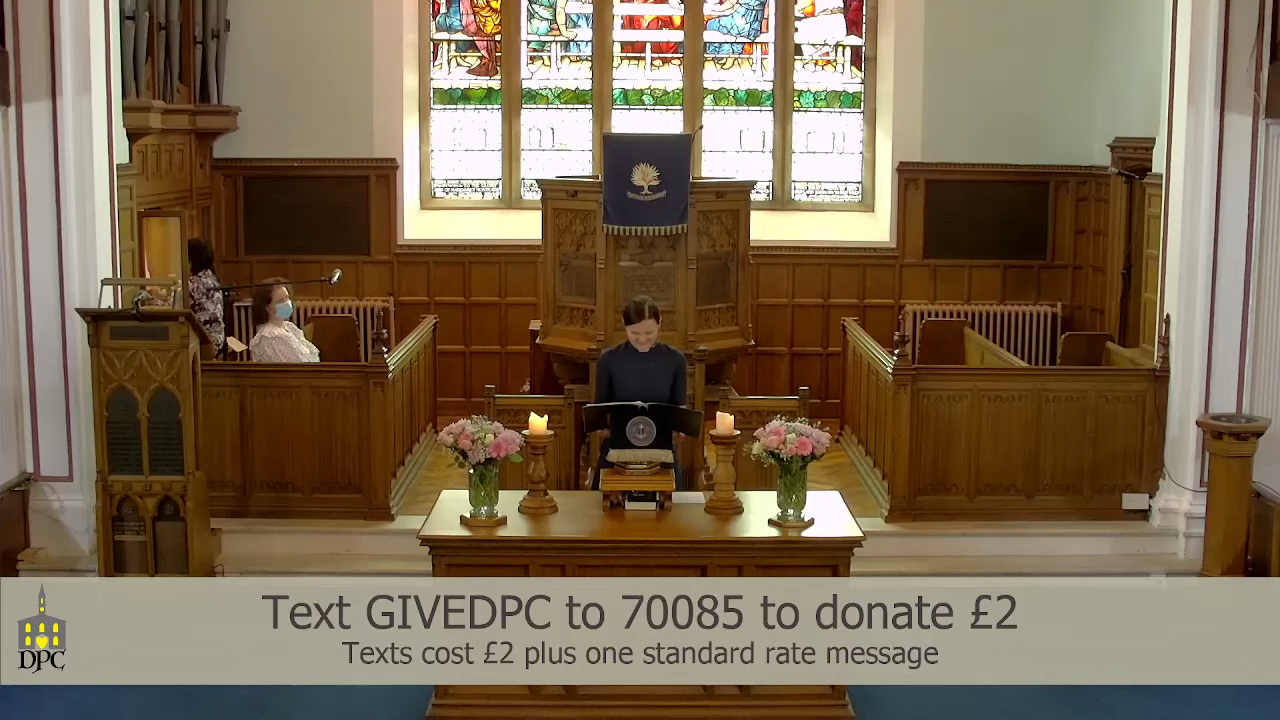 Text GIVEDPC to 70085 to donate £2
Texts cost £2 plus one standard rate message
DPC